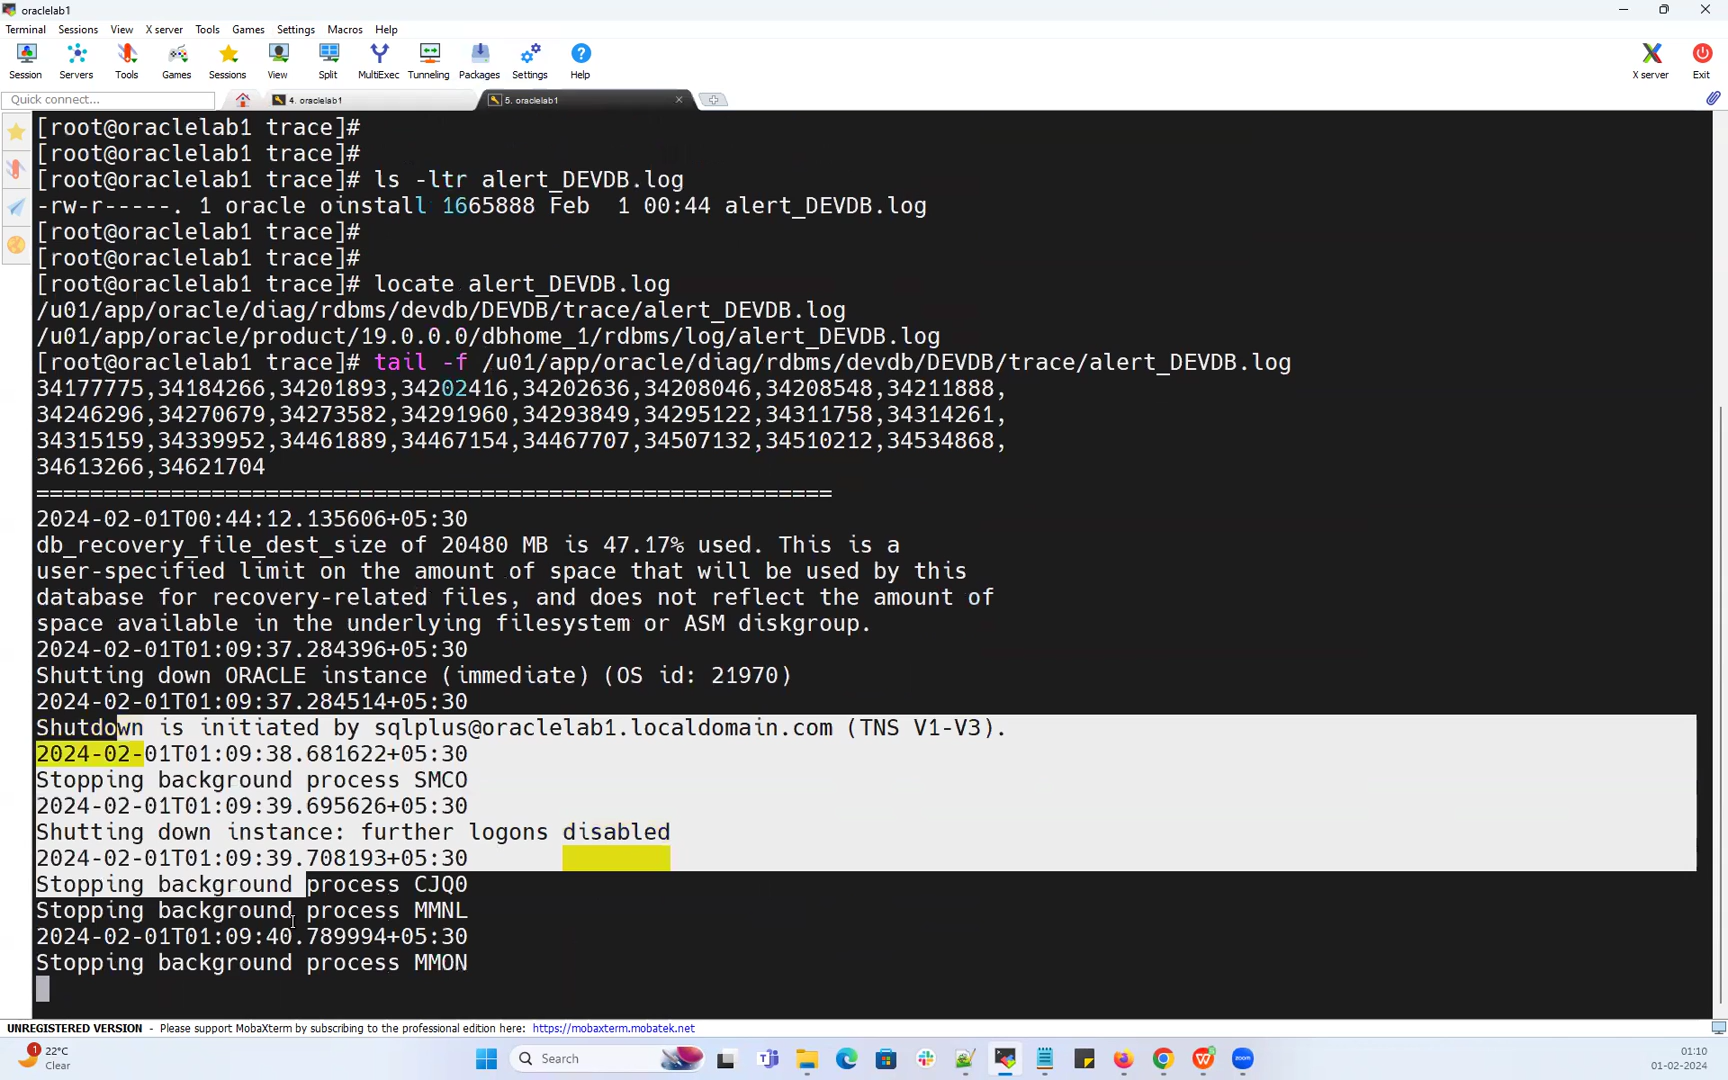 oraclelab1
Terminal Sessions View X server Tools Games Settings Macros Help
Session Servers Tools Games Sessions View Split MultiExec Tunneling Packages Settings Help X server Exit
Quick connect... 4. oraclelab1 5. oraclelab1
[root@oraclelab1 trace]#
[root@oraclelab1 trace]#
[root@oraclelab1 trace]# ls -ltr alert_DEVDB.log
-rw-r-----. 1 oracle oinstall 1665888 Feb  1 00:44 alert_DEVDB.log
[root@oraclelab1 trace]#
[root@oraclelab1 trace]#
[root@oraclelab1 trace]# locate alert_DEVDB.log
/u01/app/oracle/diag/rdbms/devdb/DEVDB/trace/alert_DEVDB.log
/u01/app/oracle/product/19.0.0.0/dbhome_1/rdbms/log/alert_DEVDB.log
[root@oraclelab1 trace]# tail -f /u01/app/oracle/diag/rdbms/devdb/DEVDB/trace/alert_DEVDB.log
34177775,34184266,34201893,34202416,34202636,34208046,34208548,34211888,
34246296,34270679,34273582,34291960,34293849,34295122,34311758,34314261,
34315159,34339952,34461889,34467154,34467707,34507132,34510212,34534868,
34613266,34621704
===========================================================
2024-02-01T00:44:12.135606+05:30
db_recovery_file_dest_size of 20480 MB is 47.17% used. This is a
user-specified limit on the amount of space that will be used by this
database for recovery-related files, and does not reflect the amount of
space available in the underlying filesystem or ASM diskgroup.
2024-02-01T01:09:37.284396+05:30
Shutting down ORACLE instance (immediate) (OS id: 21970)
2024-02-01T01:09:37.284514+05:30
Shutdown is initiated by sqlplus@oraclelab1.localdomain.com (TNS V1-V3).
2024-02-01T01:09:38.681622+05:30
Stopping background process SMCO
2024-02-01T01:09:39.695626+05:30
Shutting down instance: further logons disabled
2024-02-01T01:09:39.708193+05:30
Stopping background process CJQ0
Stopping background process MMNL
2024-02-01T01:09:40.789994+05:30
Stopping background process MMON
UNREGISTERED VERSION - Please support MobaXterm by subscribing to the professional edition here: https://mobaxterm.mobatek.net
1
22°C
Clear
Search
01:10
01-02-2024